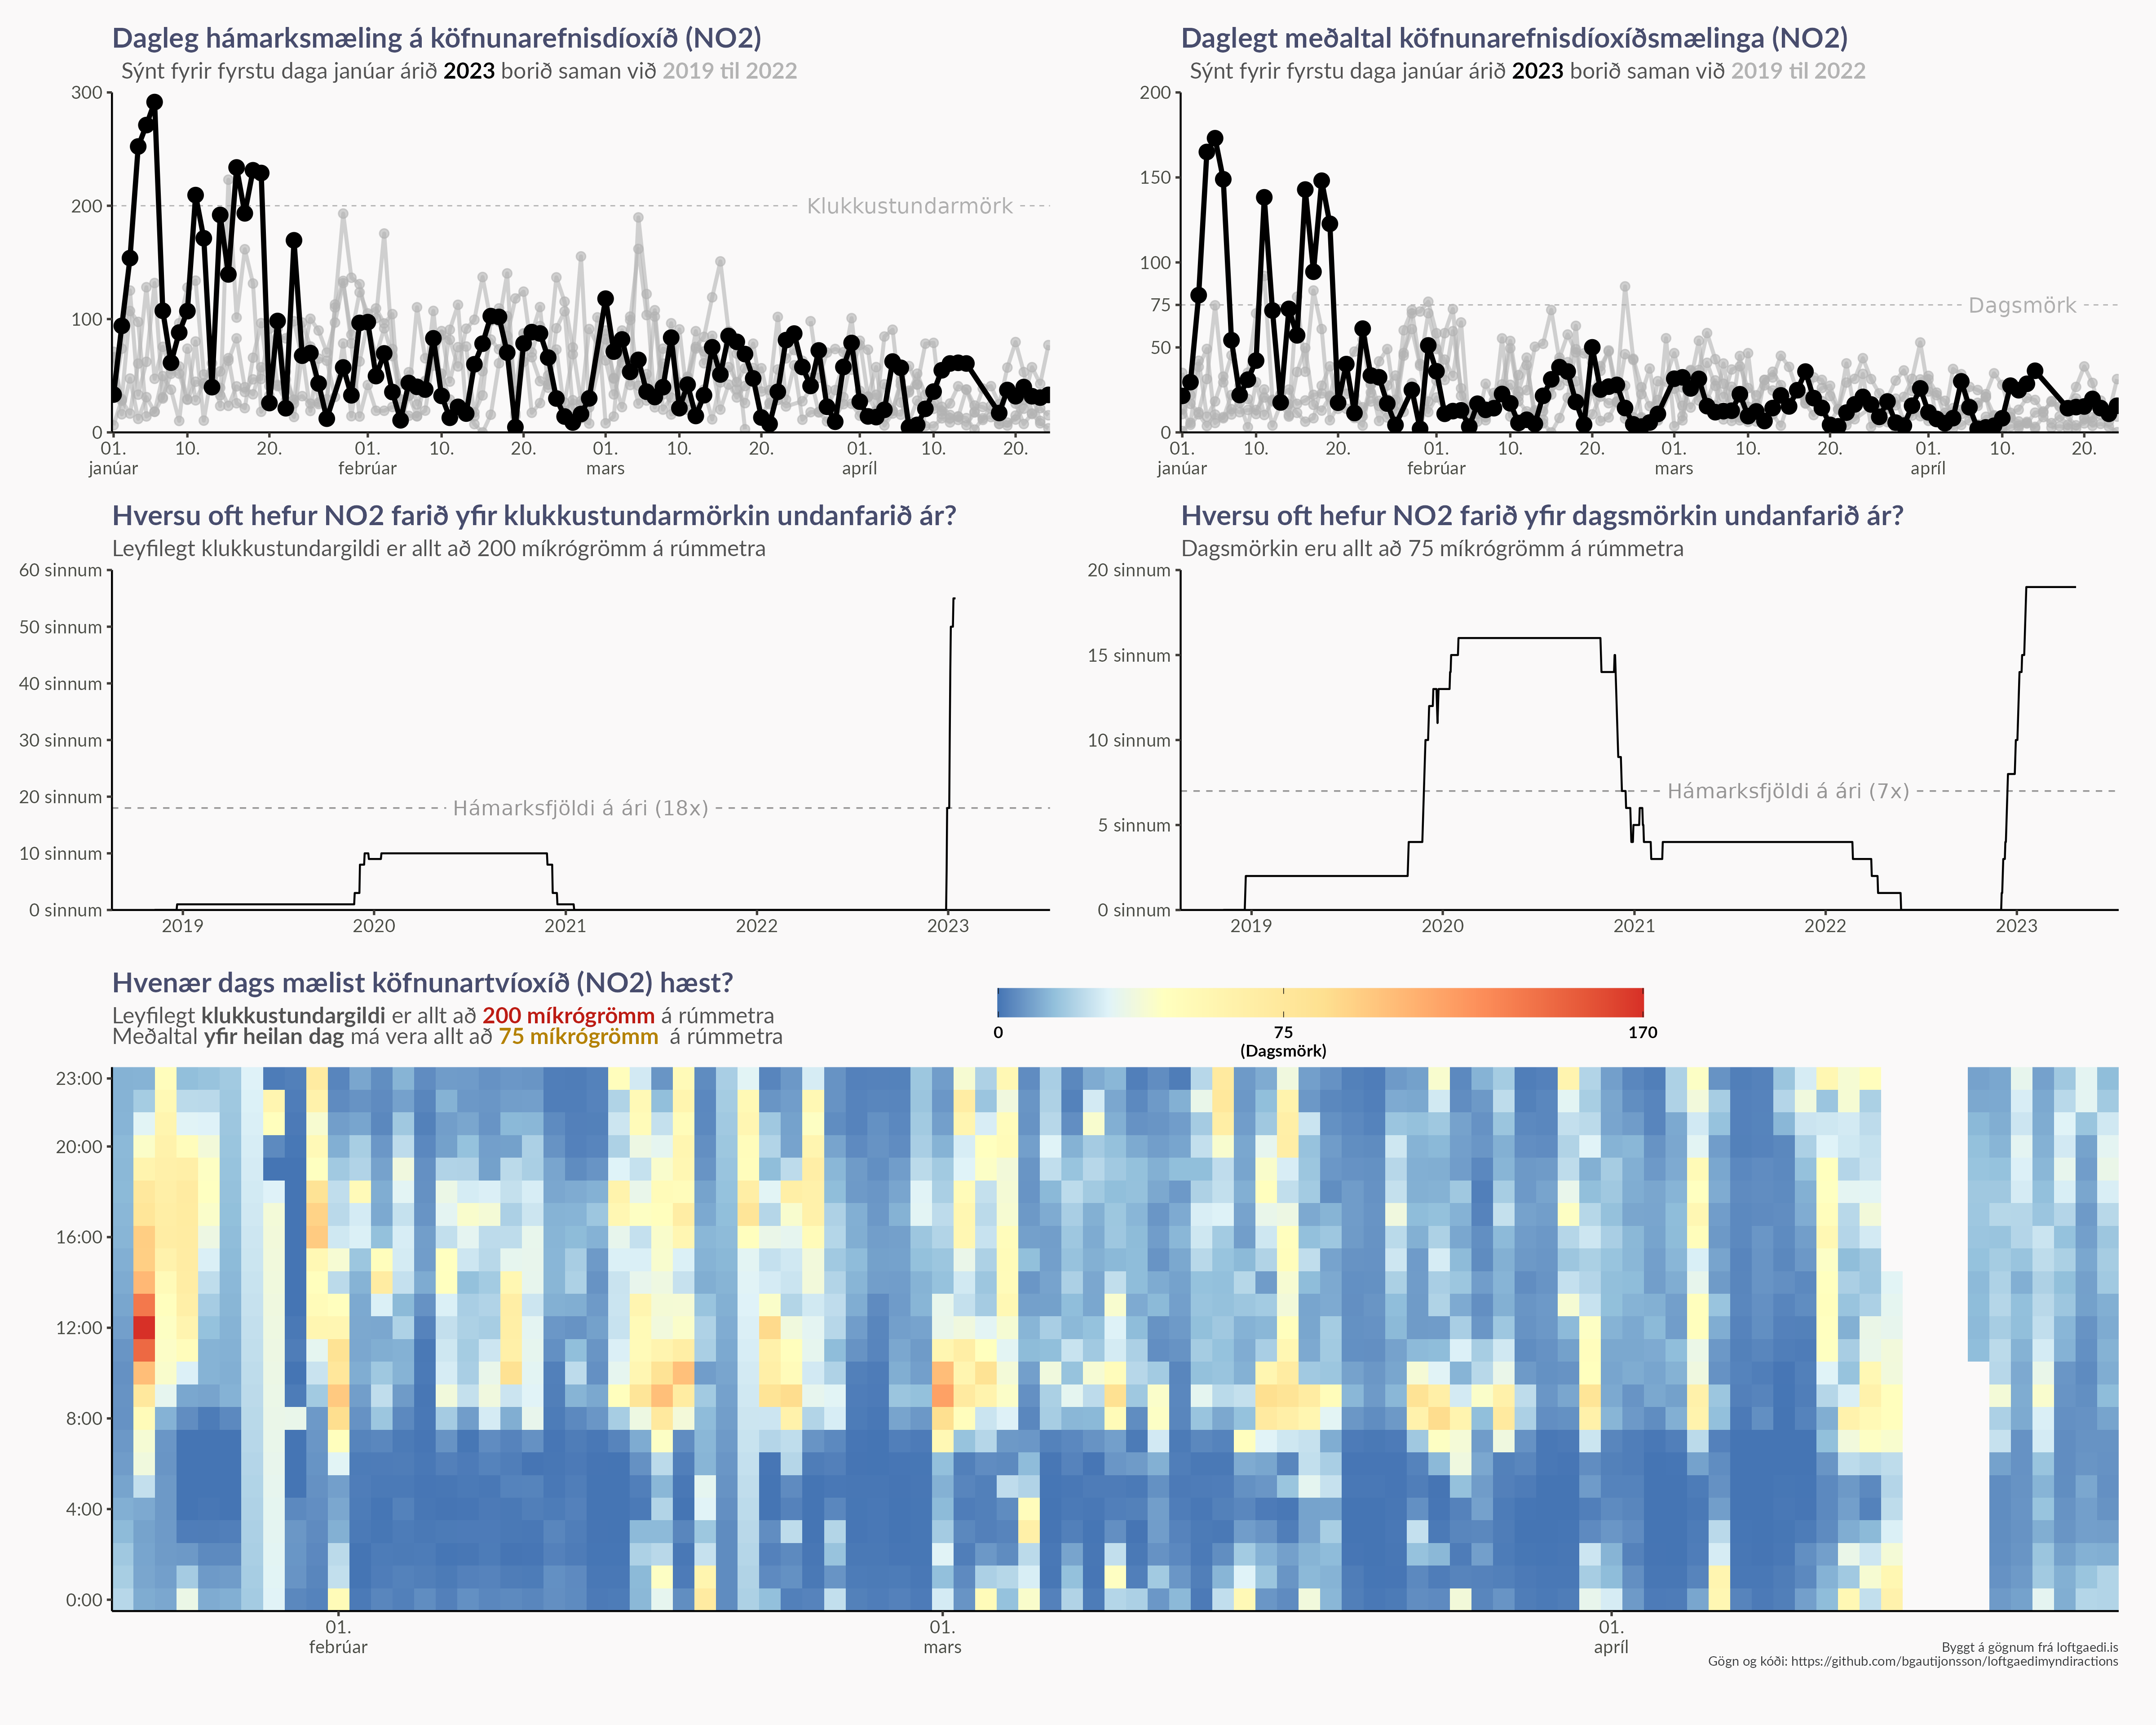 Dagleg hámarksmæling á köfnunarefnisdíoxíð (NO2)
Sýnt fyrir fyrstu daga janúar árið 2023 borið saman við 2019 til 2022
300
200
100
0
Klukkustundarmörk
01. 10. 20. 01. 10. 20. 01. 10. 20. 01. 10. 20.
janúar febrúar mars apríl
Daglegt meðaltal köfnunarefnisdíoxíðsmælinga (NO2)
Sýnt fyrir fyrstu daga janúar árið 2023 borið saman við 2019 til 2022
200
150
100
75
50
0
Dagsmörk
01. 10. 20. 01. 10. 20. 01. 10. 20. 01. 10. 20.
janúar febrúar mars apríl
Hversu oft hefur NO2 farið yfir klukkustundarmörkin undanfarið ár?
Leyfilegt klukkustundargildi er allt að 200 míkrógrömm á rúmmetra
60 sinnum
50 sinnum
40 sinnum
30 sinnum
20 sinnum
10 sinnum
0 sinnum
Hámarksfjöldi á ári (18x)
2019 2020 2021 2022 2023
Hversu oft hefur NO2 farið yfir dagsmörkin undanfarið ár?
Dagsmörkin eru allt að 75 míkrógrömm á rúmmetra
20 sinnum
15 sinnum
10 sinnum
5 sinnum
0 sinnum
Hámarksfjöldi á ári (7x)
2019 2020 2021 2022 2023
Hvenær dags mælist köfnunartvíoxíð (NO2) hæst?
Leyfilegt klukkustundargildi er allt að 200 míkrógrömm á rúmmetra
Meðaltal yfir heilan dag má vera allt að 75 míkrógrömm á rúmmetra
0 75 170
(Dagsmörk)
23:00
20:00
16:00
12:00
8:00
4:00
0:00
01. 01. 01.
febrúar mars apríl
Byggt á gögnum frá loftgaedi.is
Gögn og kóði: https://github.com/bgautijonsson/loftgaedimyndiractions